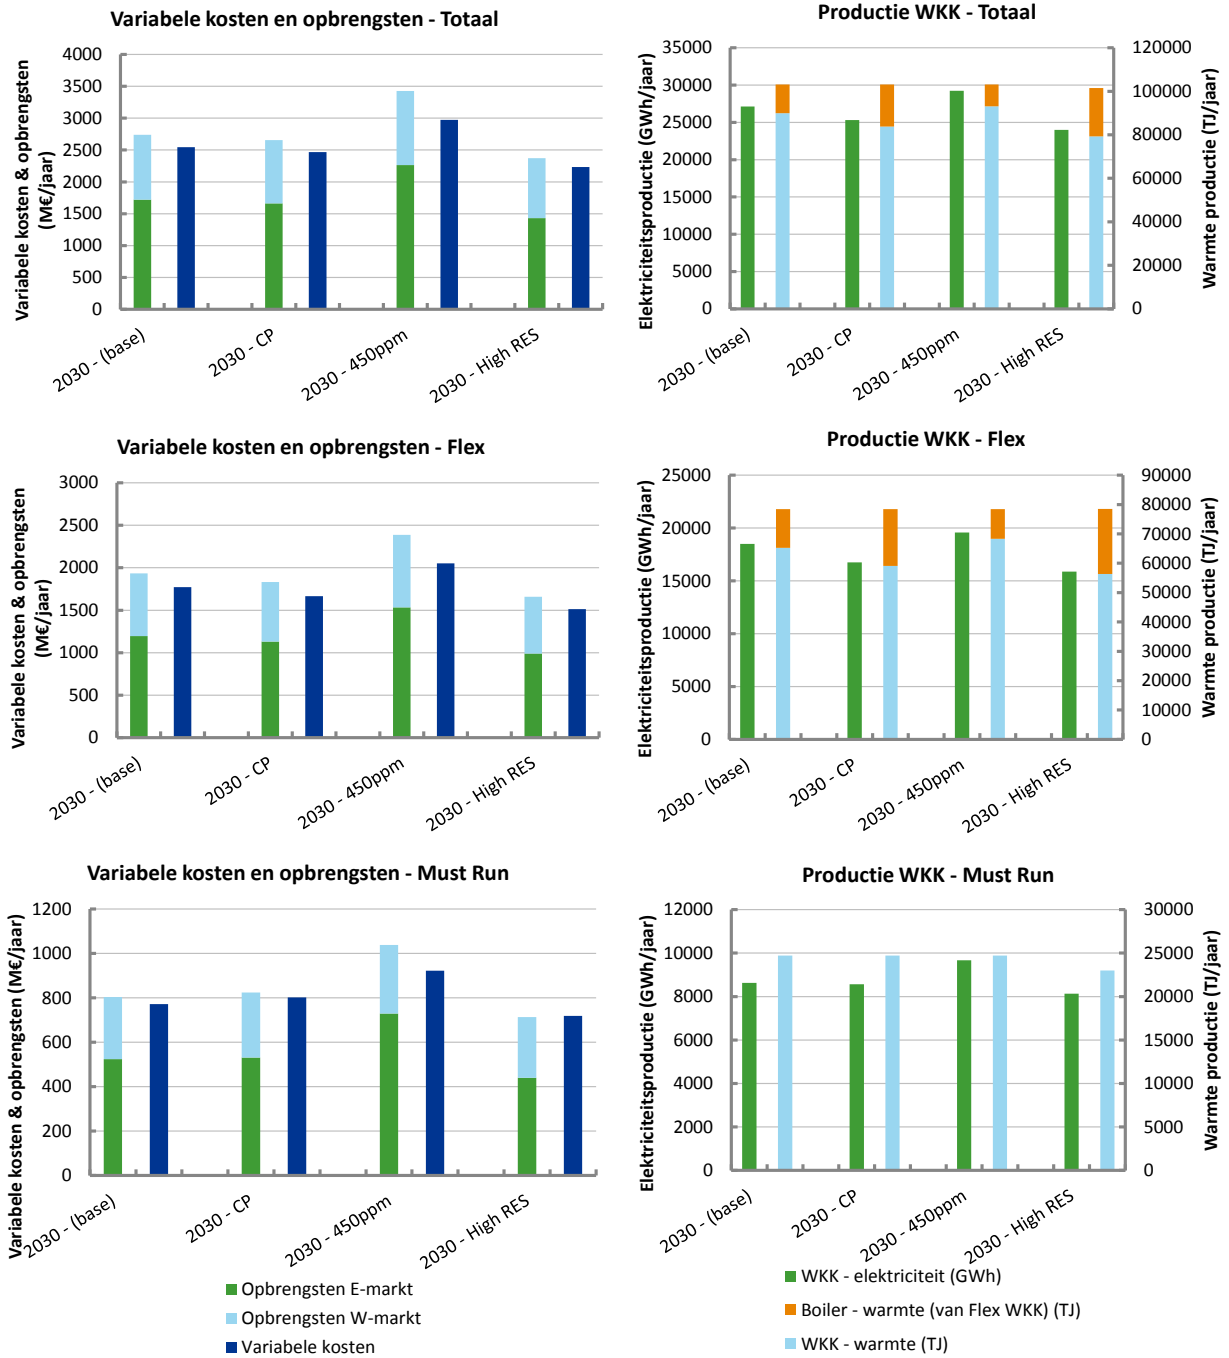 Variabele kosten en opbrengsten - Totaal
Variabele kosten & opbrengsten
(M€/jaar)
4000
3500
3000
2500
2000
1500
1000
500
0
2030 - (base)
2030 - CP
2030 - 450ppm
2030 - High RES
Productie WKK - Totaal
Elektriciteitsproductie (GWh/jaar)
35000
30000
25000
20000
15000
10000
5000
0
120000
100000
80000
60000
40000
20000
0
Warmte productie (TJ/jaar)
2030 - (base)
2030 - CP
2030 - 450ppm
2030 - High RES
Variabele kosten en opbrengsten - Flex
Variabele kosten & opbrengsten
(M€/jaar)
3000
2500
2000
1500
1000
500
0
2030 - (base)
2030 - CP
2030 - 450ppm
2030 - High RES
Productie WKK - Flex
Elektriciteitsproductie (GWh/jaar)
25000
20000
15000
10000
5000
0
90000
80000
70000
60000
50000
40000
30000
20000
10000
0
Warmte productie (TJ/jaar)
2030 - (base)
2030 - CP
2030 - 450ppm
2030 - High RES
Variabele kosten en opbrengsten - Must Run
Variabele kosten & opbrengsten (M€/jaar)
1200
1000
800
600
400
200
0
2030 - (base)
2030 - CP
2030 - 450ppm
2030 - High RES
Opbrengsten E-markt
Opbrengsten W-markt
Variabele kosten
Productie WKK - Must Run
Elektriciteitsproductie (GWh/jaar)
12000
10000
8000
6000
4000
2000
0
30000
25000
20000
15000
10000
5000
0
Warmte productie (TJ/jaar)
2030 - (base)
2030 - CP
2030 - 450ppm
2030 - High RES
WKK - elektriciteit (GWh)
Boiler - warmte (van Flex WKK) (TJ)
WKK - warmte (TJ)